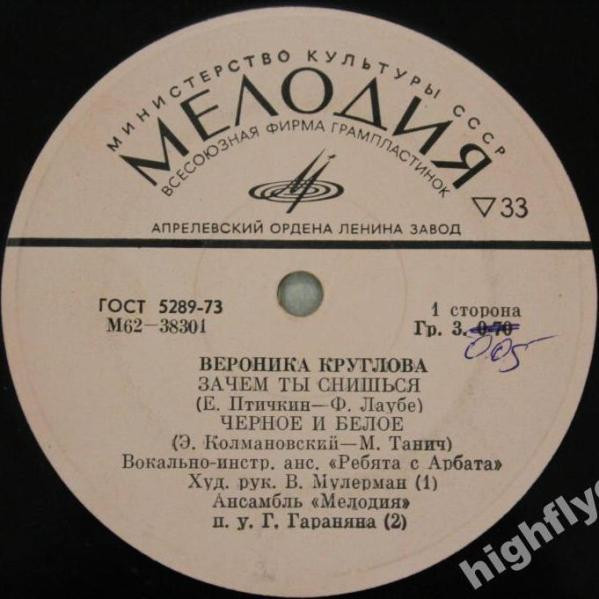 МИНИСТЕРСТВО КУЛЬТУРЫ СССР
МЕЛОДИЯ
ВСЕСОЮЗНАЯ ФИРМА ГРАМПЛАСТИНОК
▽33
АПРЕЛЕВСКИЙ ОРДЕНА ЛЕНИНА ЗАВОД
ГОСТ 5289-73
М62—38301
1 сторона
Гр. 3. 0-70
0.05
ВЕРОНИКА КРУГЛОВА
ЗАЧЕМ ТЫ СНИШЬСЯ
(Е. Птичкин—Ф. Лаубе)
ЧЕРНОЕ И БЕЛОЕ
(Э. Колмановский—М. Танич)
Вокально-инстр. анс. «Ребята с Арбата»
Худ. рук. В. Мулерман (1)
Ансамбль «Мелодия»
п. у. Г. Гараняна (2)